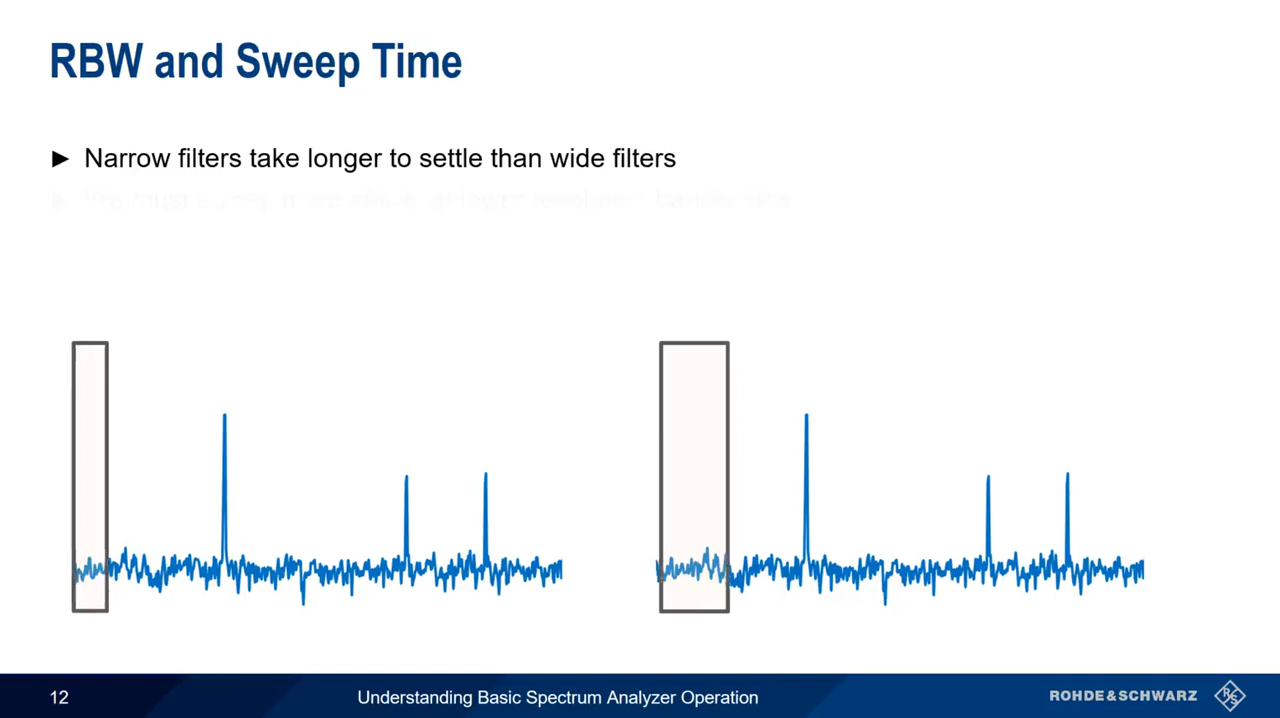 RBW and Sweep Time
► Narrow filters take longer to settle than wide filters
12
Understanding Basic Spectrum Analyzer Operation
ROHDE&SCHWARZ
R&S